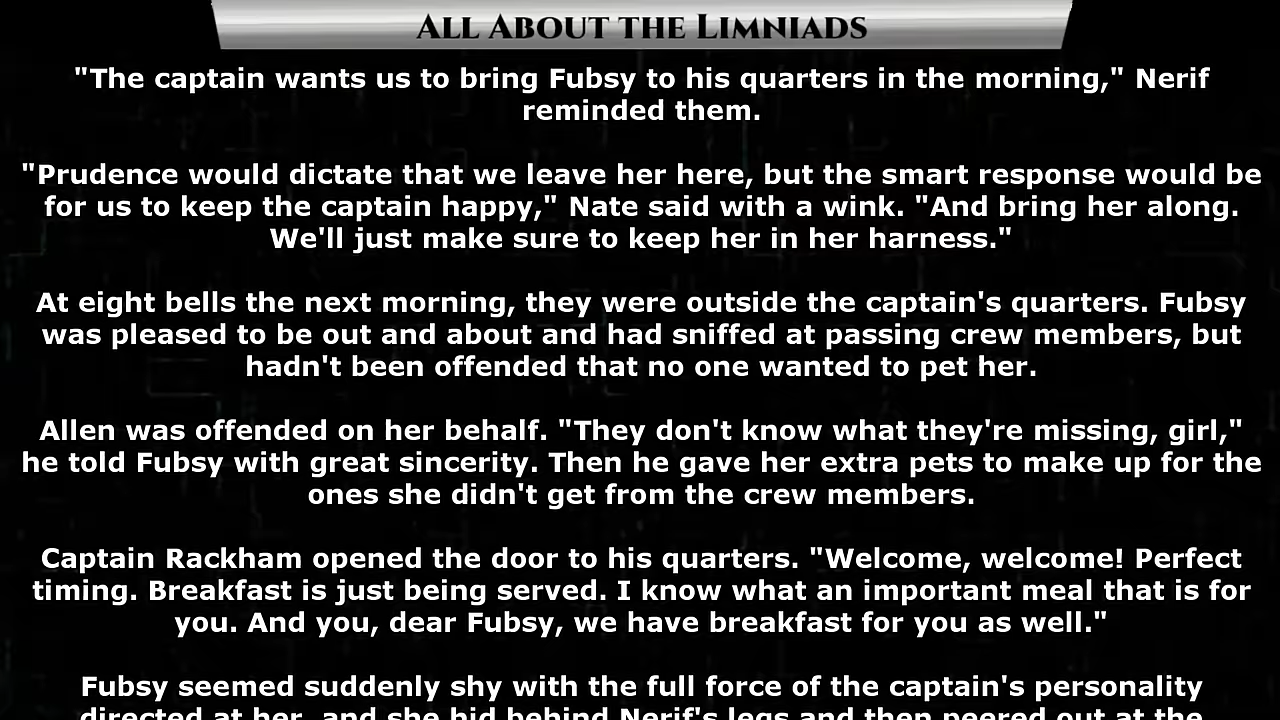 All About the Limniads
"The captain wants us to bring Fubsy to his quarters in the morning," Nerif
reminded them.
"Prudence would dictate that we leave her here, but the smart response would be
for us to keep the captain happy," Nate said with a wink. "And bring her along.
We'll just make sure to keep her in her harness."
At eight bells the next morning, they were outside the captain's quarters. Fubsy
was pleased to be out and about and had sniffed at passing crew members, but
hadn't been offended that no one wanted to pet her.
Allen was offended on her behalf. "They don't know what they're missing, girl,"
he told Fubsy with great sincerity. Then he gave her extra pets to make up for the
ones she didn't get from the crew members.
Captain Rackham opened the door to his quarters. "Welcome, welcome! Perfect
timing. Breakfast is just being served. I know what an important meal that is for
you. And you, dear Fubsy, we have breakfast for you as well."
Fubsy seemed suddenly shy with the full force of the captain's personality
directed at her, and she hid behind Nerif's legs and then peered out at the